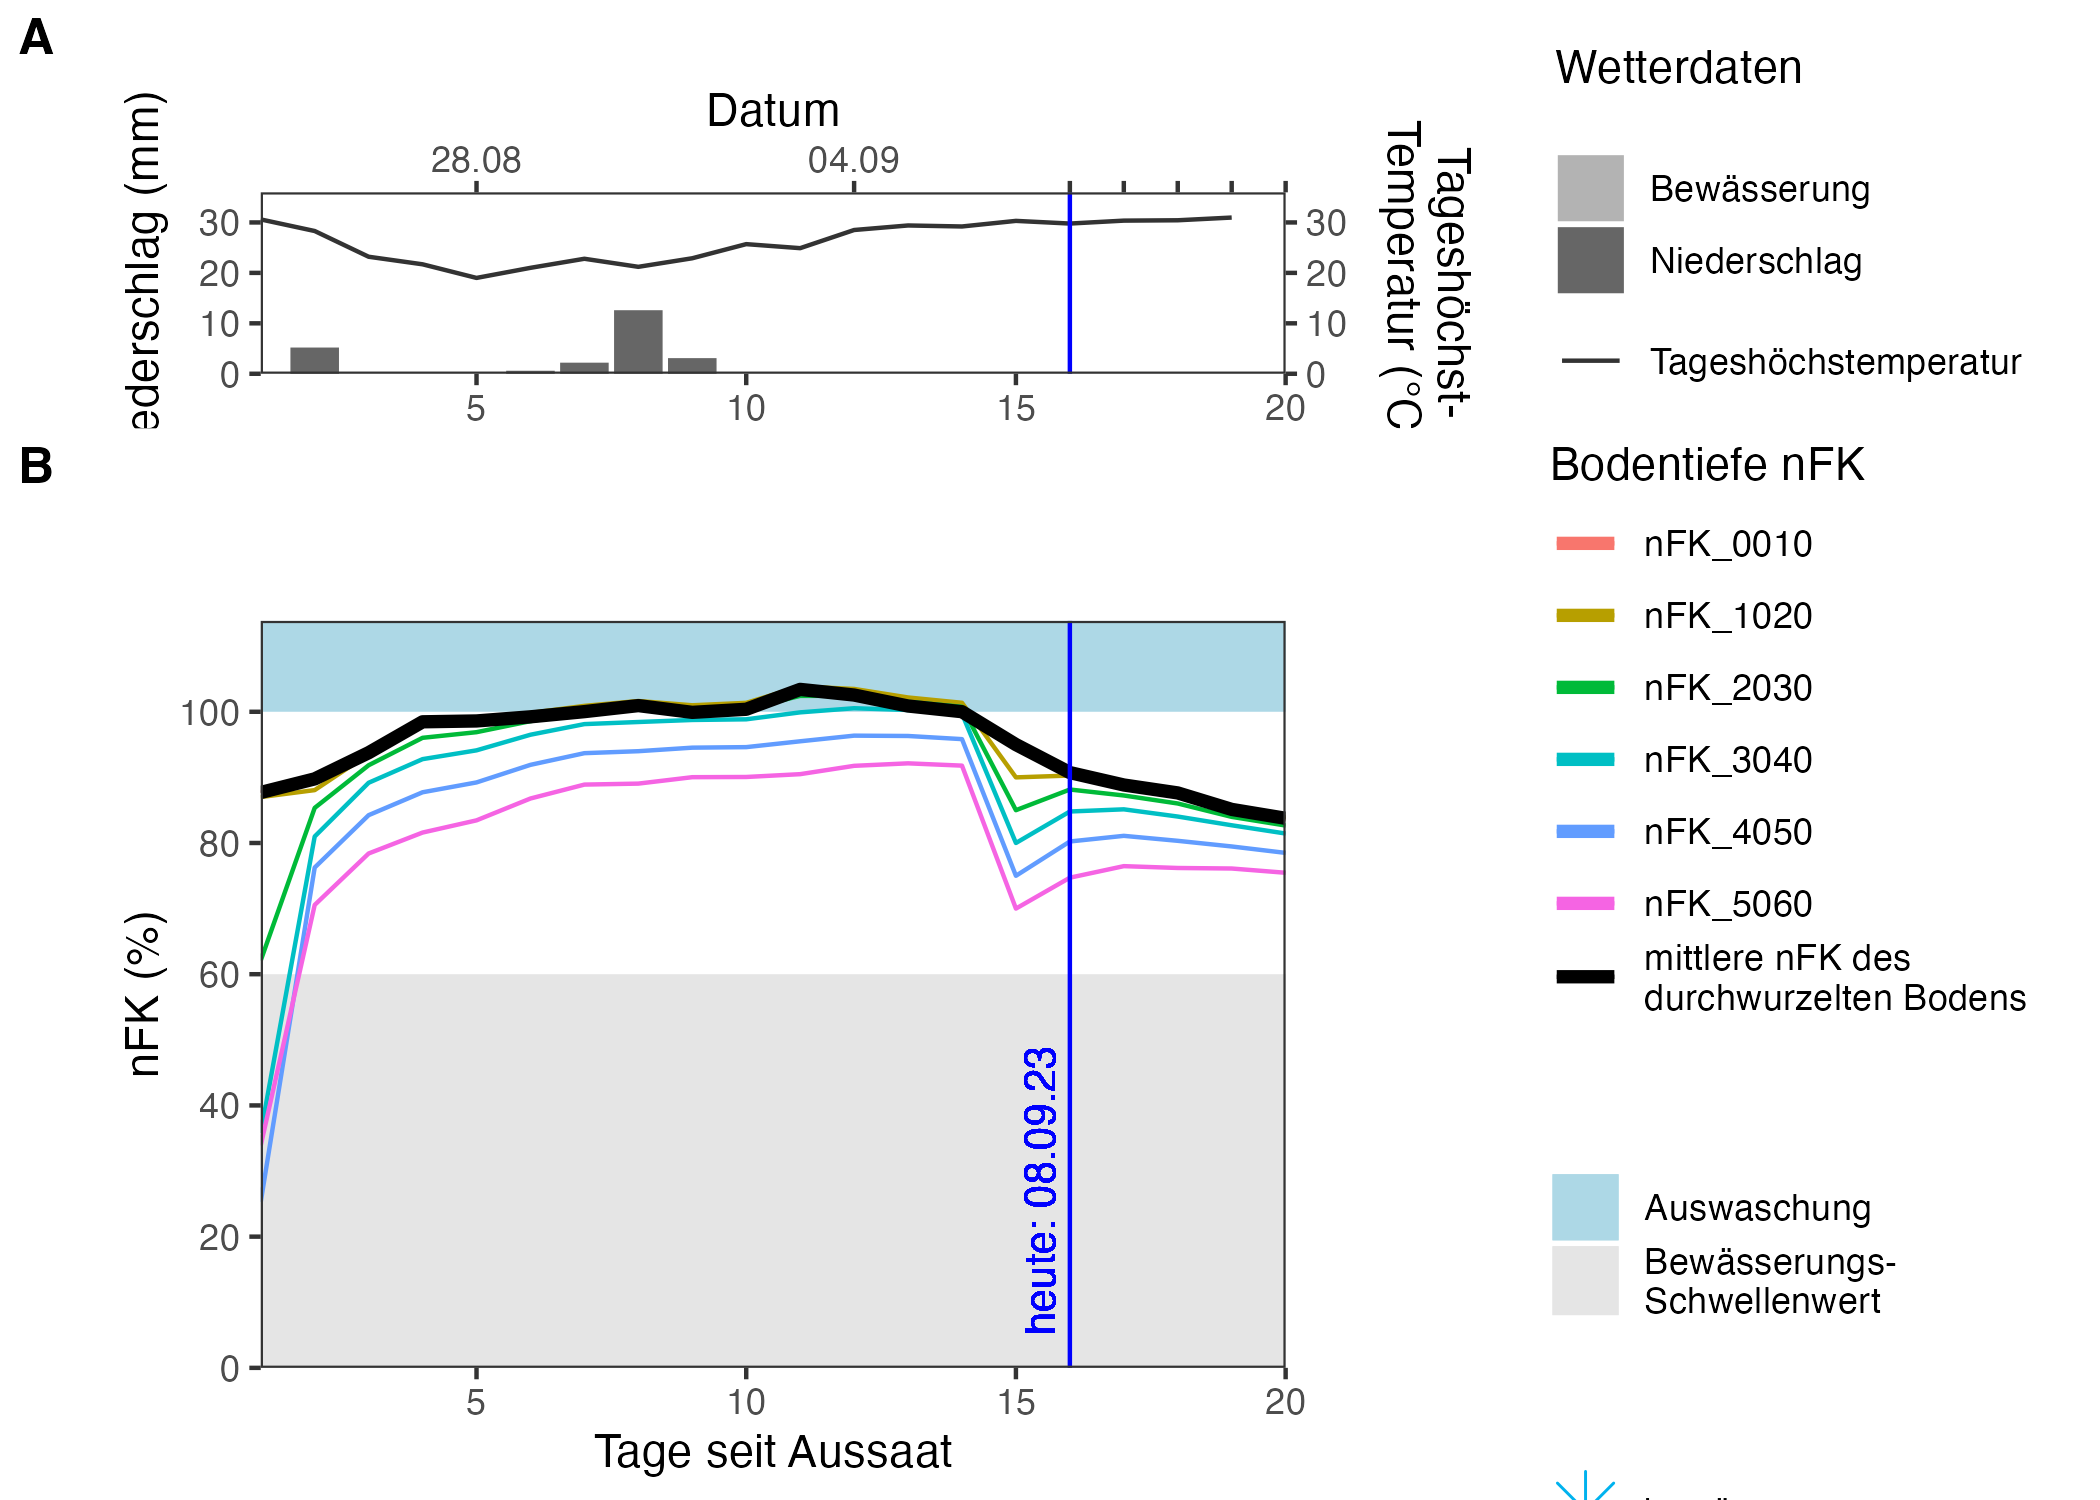 A
Wetterdaten
Datum
28.08 04.09
ederschlag (mm)
30
20
10
0
30
20
10
0
Tageshöchst-
Temperatur (°C
5 10 15 20
Bewässerung
Niederschlag
Tageshöchstemperatur
B
Bodentiefe nFK
nFK_0010
nFK_1020
nFK_2030
nFK_3040
nFK_4050
nFK_5060
mittlere nFK des
durchwurzelten Bodens
nFK (%)
100
80
60
40
20
0
heute: 08.09.23
5 10 15 20
Tage seit Aussaat
Auswaschung
Bewässerungs-
Schwellenwert